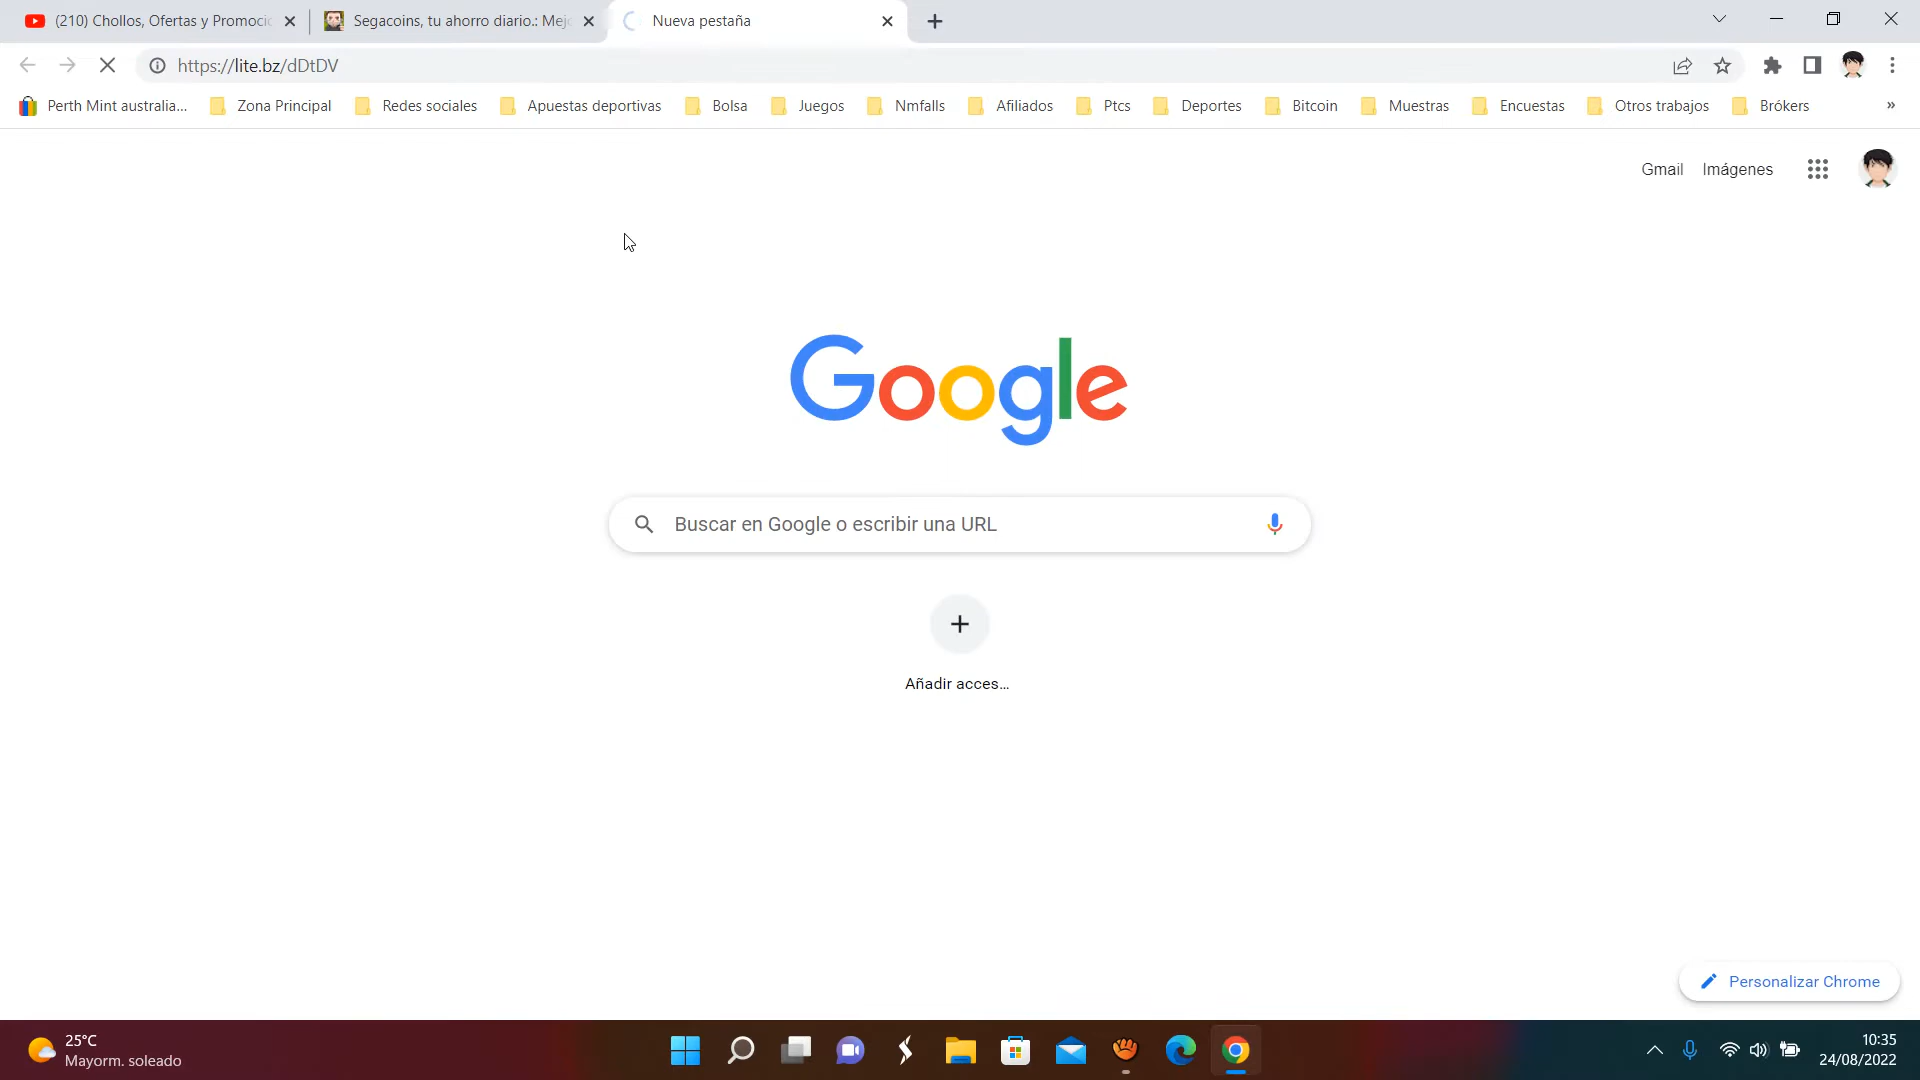 (210) Chollos, Ofertas y Promoci
Segacoins, tu ahorro diario.: Mej
Nueva pestaña
https://lite.bz/dDtDV
Perth Mint australia...
Zona Principal
Redes sociales
Apuestas deportivas
Bolsa
Juegos
Nmfalls
Afiliados
Ptcs
Deportes
Bitcoin
Muestras
Encuestas
Otros trabajos
Brókers
»
Gmail
Imágenes
Google
Buscar en Google o escribir una URL
Añadir acces...
Personalizar Chrome
25°C
Mayorm. soleado
10:35
24/08/2022